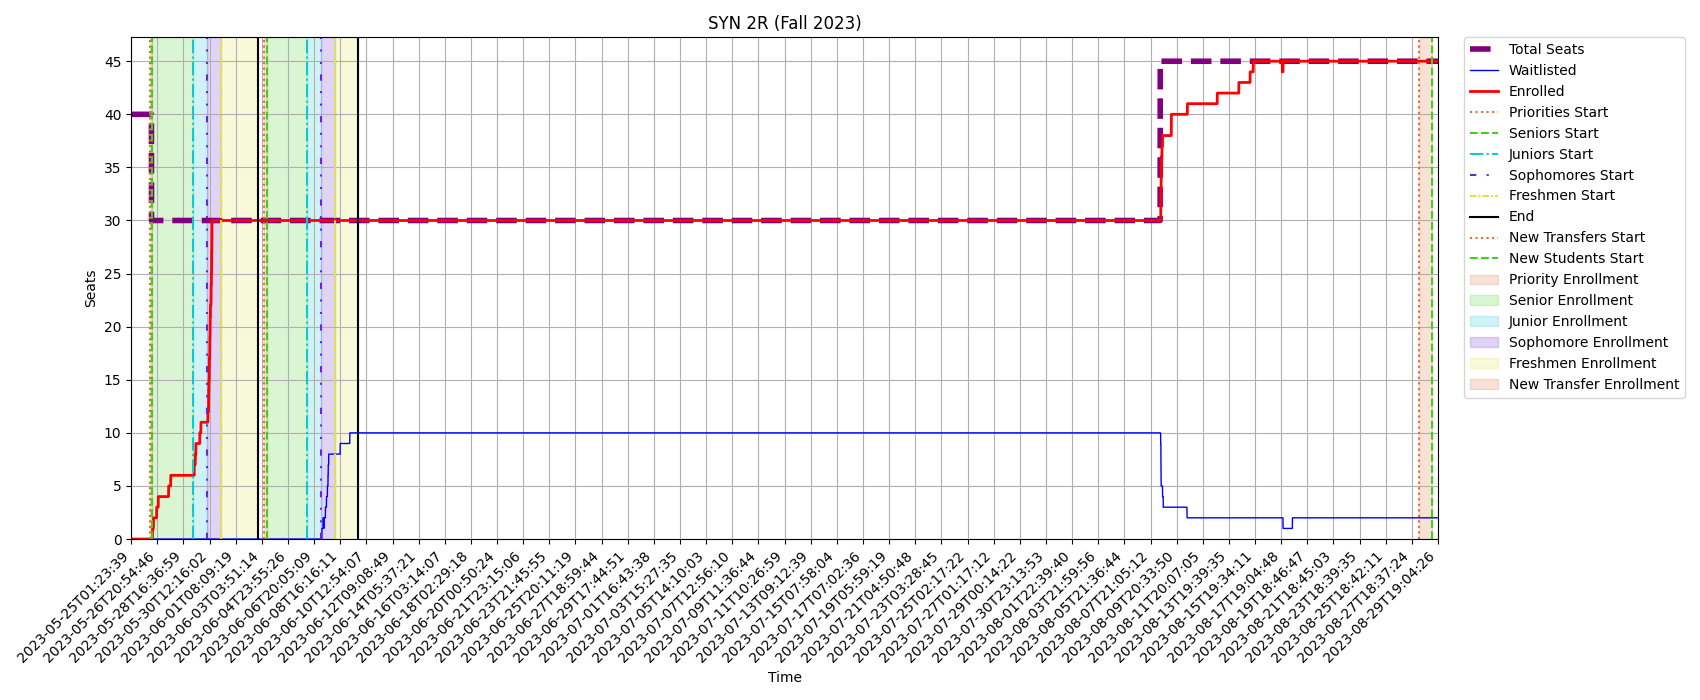 SYN 2R (Fall 2023)
Seats
45
40
35
30
25
20
15
10
5
0
2023-05-25T01:23:39
2023-05-26T20:54:46
2023-05-28T16:36:59
2023-05-30T12:16:02
2023-06-01T08:09:19
2023-06-03T03:51:14
2023-06-04T23:55:26
2023-06-06T20:05:09
2023-06-08T16:16:11
2023-06-10T12:54:07
2023-06-12T09:08:49
2023-06-14T05:37:21
2023-06-16T03:14:07
2023-06-18T02:29:18
2023-06-20T00:50:24
2023-06-21T23:15:06
2023-06-23T21:45:55
2023-06-25T20:11:19
2023-06-27T18:59:44
2023-06-29T17:44:51
2023-07-01T16:43:38
2023-07-03T15:27:35
2023-07-05T14:10:03
2023-07-07T12:56:10
2023-07-09T11:36:44
2023-07-11T10:26:59
2023-07-13T09:12:39
2023-07-15T07:58:04
2023-07-17T07:02:36
2023-07-19T05:59:19
2023-07-21T04:50:48
2023-07-23T03:28:45
2023-07-25T02:17:22
2023-07-27T01:17:12
2023-07-29T00:14:22
2023-07-30T23:13:53
2023-08-01T22:39:40
2023-08-03T21:59:56
2023-08-05T21:36:44
2023-08-07T21:05:12
2023-08-09T20:33:50
2023-08-11T20:07:05
2023-08-13T19:39:35
2023-08-15T19:34:11
2023-08-17T19:04:48
2023-08-19T18:46:47
2023-08-21T18:45:03
2023-08-23T18:39:35
2023-08-25T18:42:11
2023-08-27T18:37:24
2023-08-29T19:04:26
Time
Total Seats
Waitlisted
Enrolled
Priorities Start
Seniors Start
Juniors Start
Sophomores Start
Freshmen Start
End
New Transfers Start
New Students Start
Priority Enrollment
Senior Enrollment
Junior Enrollment
Sophomore Enrollment
Freshmen Enrollment
New Transfer Enrollment